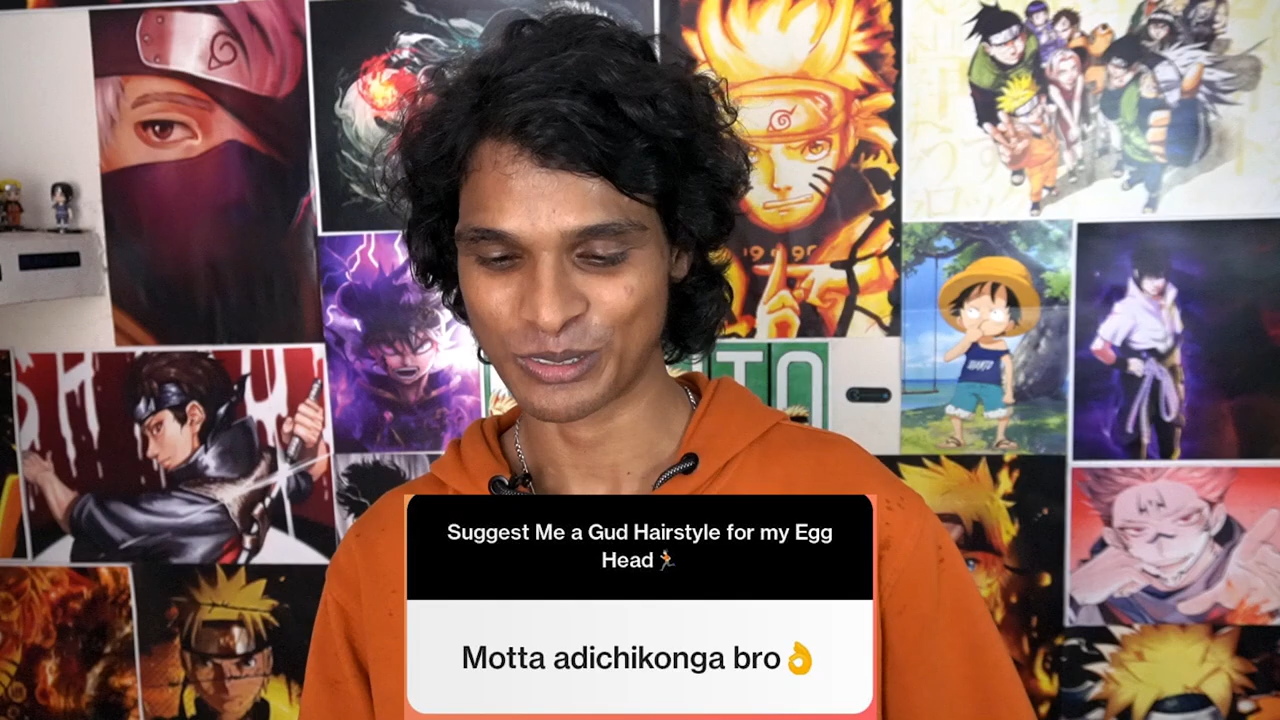 Suggest Me a Gud Hairstyle for my Egg
Head🏃
Motta adichikonga bro👌